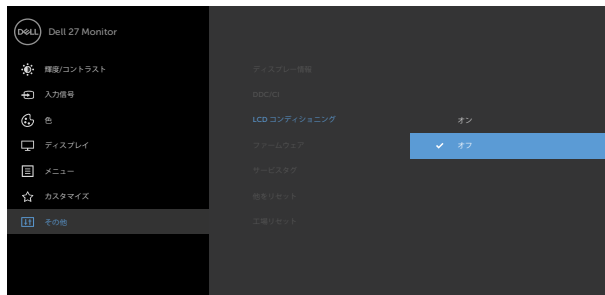 DELL
Dell 27 Monitor
輝度/コントラスト
入力信号
色
ディスプレイ
メニュー
カスタマイズ
その他
ディスプレー情報
DDC/CI
LCD コンディショニング
ファームウェア
サービスタグ
他をリセット
工場リセット
オン
オフ